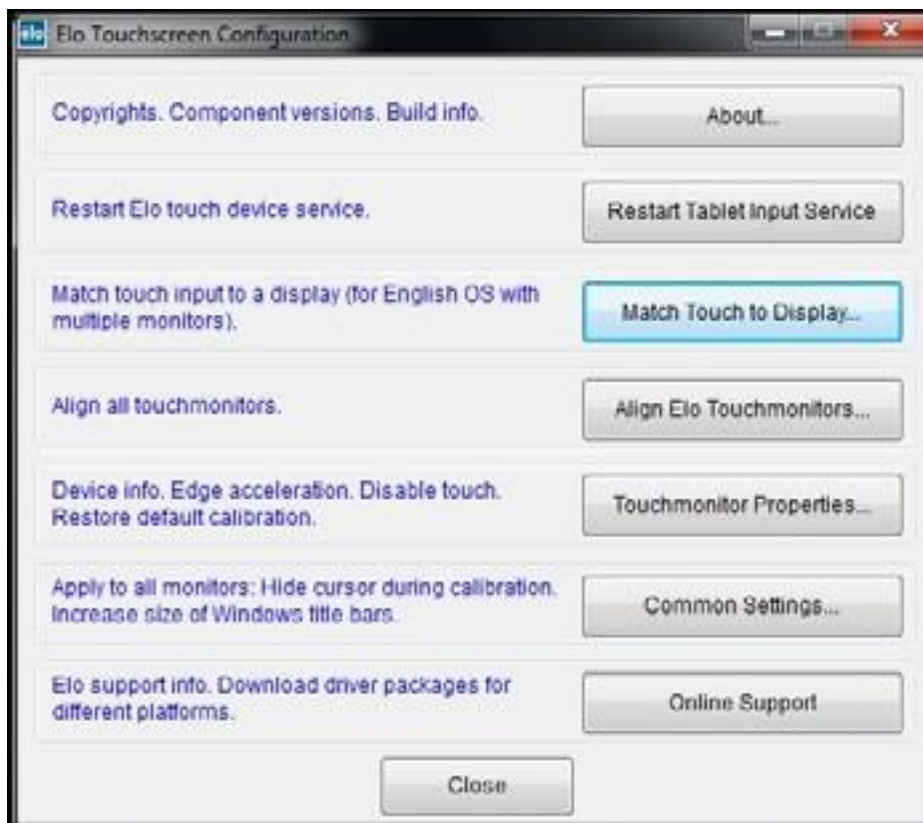 elo Elo Touchscreen Configuration
Copyrights. Component versions. Build info.
About...
Restart Elo touch device service.
Restart Tablet Input Service
Match touch input to a display (for English OS with
multiple monitors).
Match Touch to Display...
Align all touchmonitors.
Align Elo Touchmonitors...
Device info. Edge acceleration. Disable touch.
Restore default calibration.
Touchmonitor Properties...
Apply to all monitors: Hide cursor during calibration.
Increase size of Windows title bars.
Common Settings...
Elo support info. Download driver packages for
different platforms.
Online Support
Close